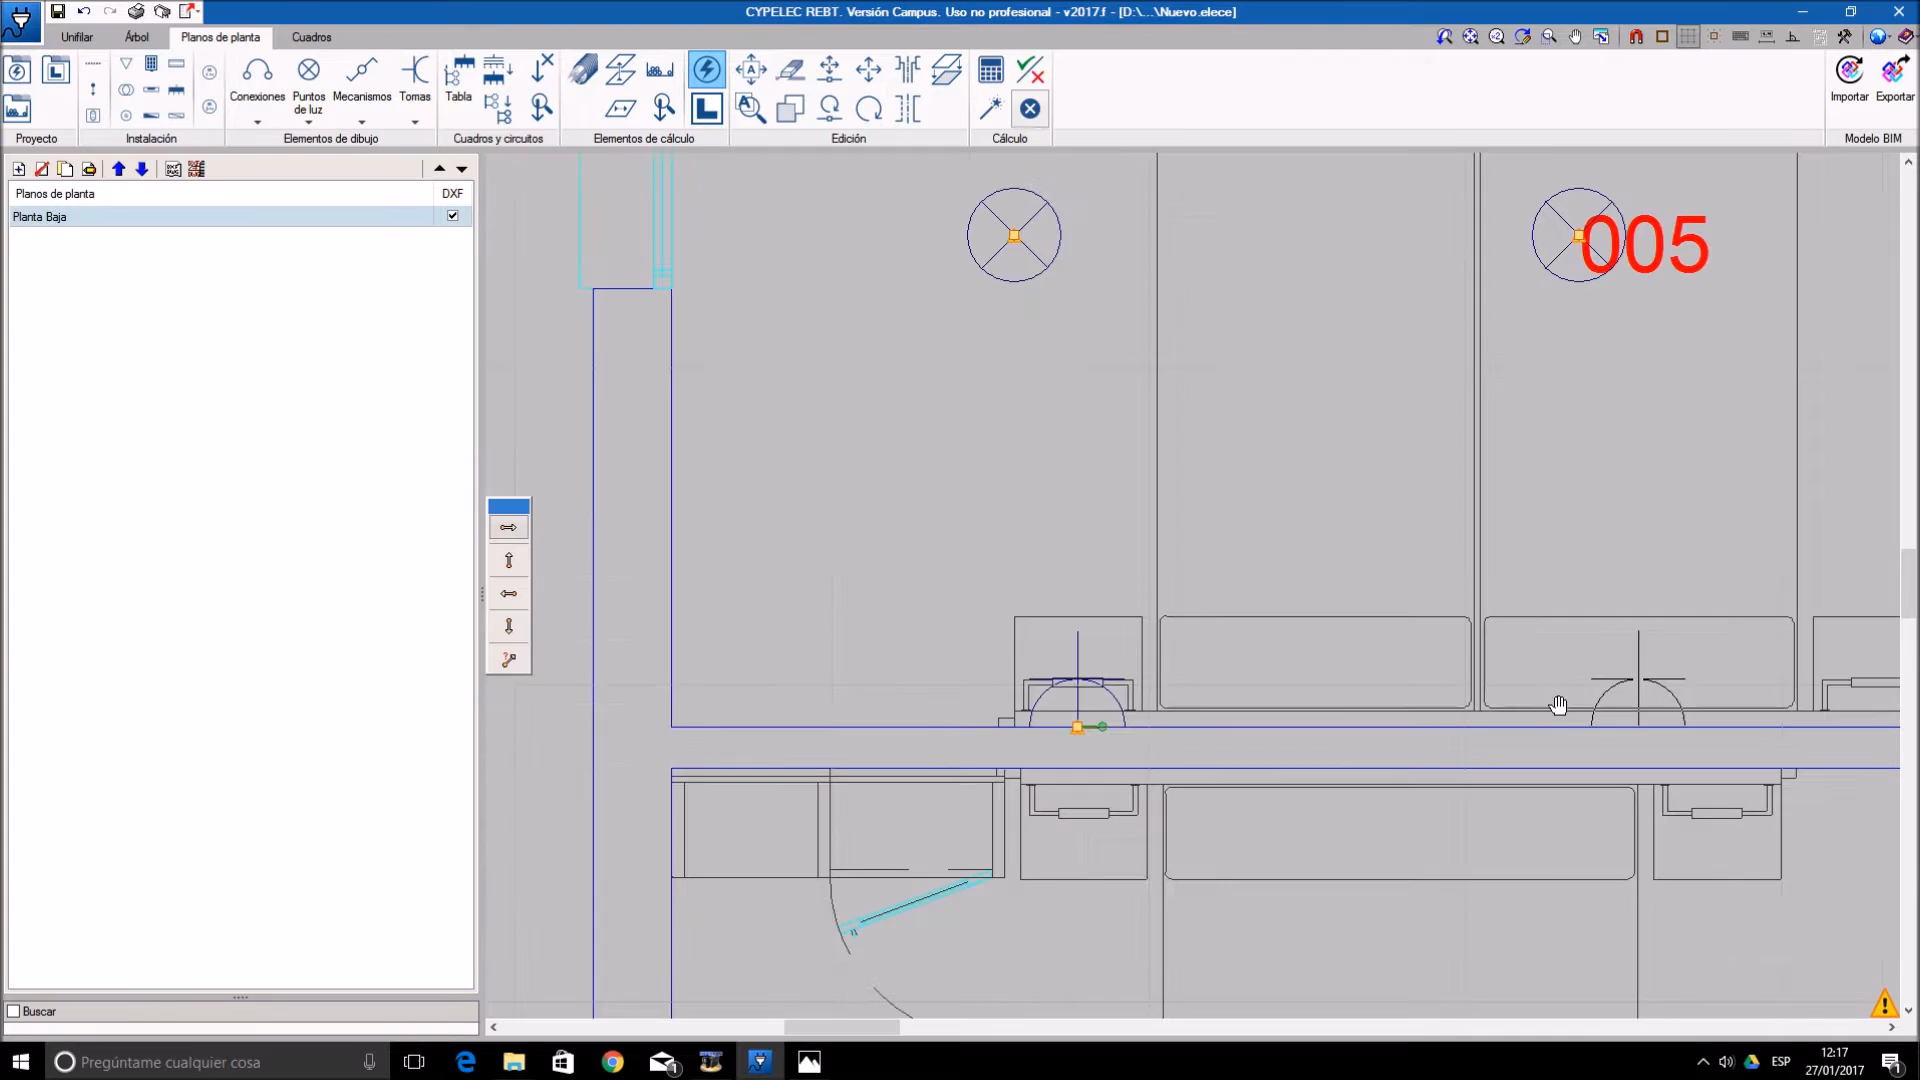 CYPELEC REBT. Versión Campus. Uso no profesional - v2017.f - [D:\...\Nuevo.elece]
Unifilar
Árbol
Planos de planta
Cuadros
Conexiones
Puntos de luz
Mecanismos
Tomas
Tabla
Importar
Exportar
Proyecto
Instalación
Elementos de dibujo
Cuadros y circuitos
Elementos de cálculo
Edición
Cálculo
Modelo BIM
Planos de planta
DXF
Planta Baja
005
Buscar
Pregúntame cualquier cosa
ESP
12:17
27/01/2017